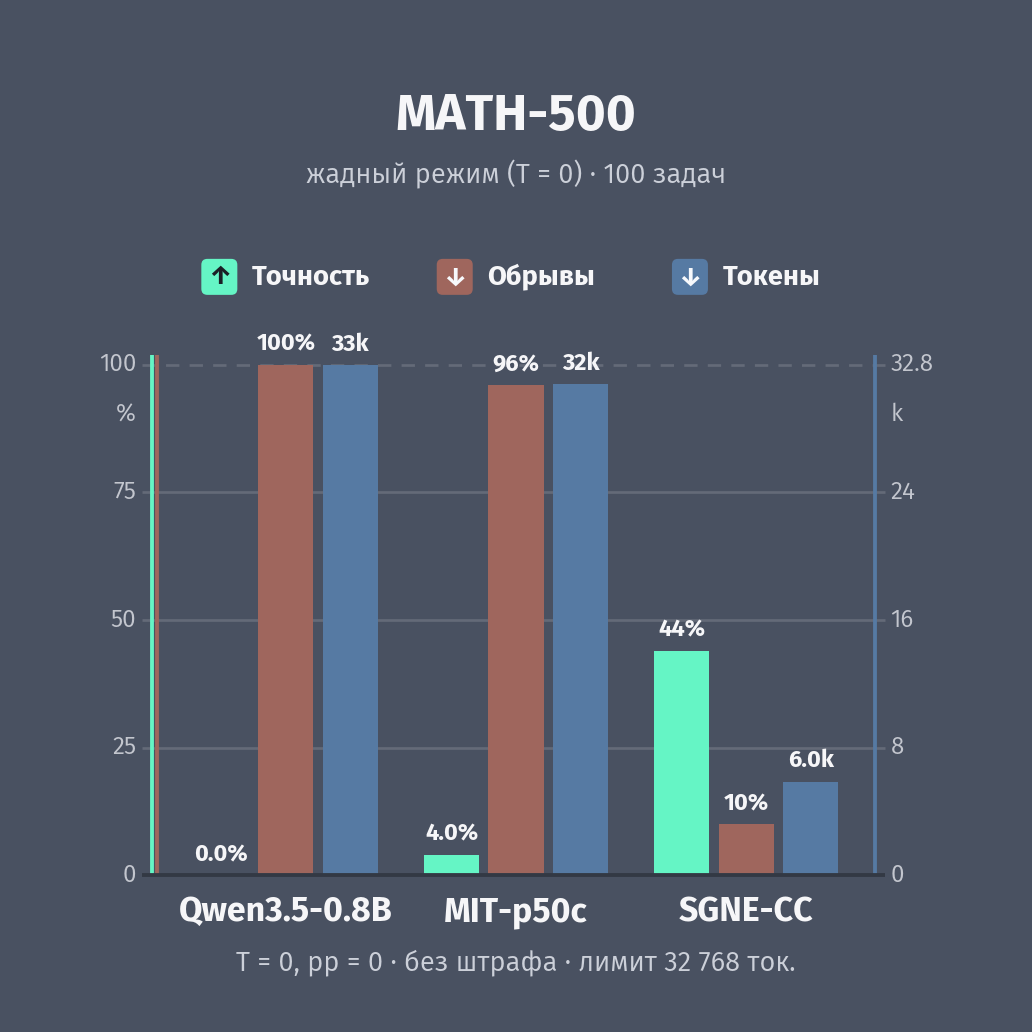 MATH-500
жадный режим (T = 0) · 100 задач
↑ Точность ↓ Обрывы ↓ Токены
100% 33k 96% 32k
100 32.8
% k
75 24
50 16
44%
25 8
6.0k
10%
4.0%
0.0%
0 0
Qwen3.5-0.8B MIT-p50c SGNE-CC
T = 0, pp = 0 · без штрафа · лимит 32 768 ток.